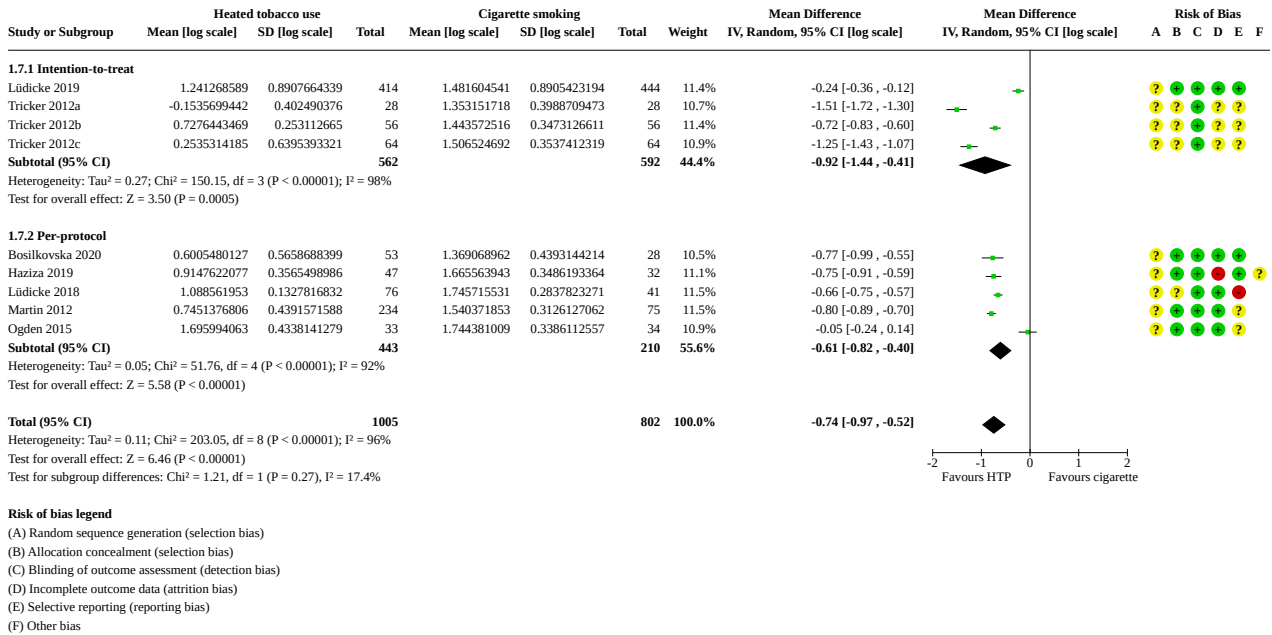 Heated tobacco use Cigarette smoking Mean Difference Mean Difference Risk of Bias
Study or Subgroup Mean [log scale] SD [log scale] Total Mean [log scale] SD [log scale] Total Weight IV, Random, 95% CI [log scale] IV, Random, 95% CI [log scale] A B C D E F
1.7.1 Intention-to-treat
Lüdicke 2019 1.241268589 0.8907664339 414 1.481604541 0.8905423194 444 11.4% -0.24 [-0.36 , -0.12] ? + + + +
Tricker 2012a -0.1535699442 0.402490376 28 1.353151718 0.3988709473 28 10.7% -1.51 [-1.72 , -1.30] ? ? + ? ?
Tricker 2012b 0.7276443469 0.253112665 56 1.443572516 0.3473126611 56 11.4% -0.72 [-0.83 , -0.60] ? ? + ? ?
Tricker 2012c 0.2535314185 0.6395393321 64 1.506524692 0.3537412319 64 10.9% -1.25 [-1.43 , -1.07] ? ? + ? ?
Subtotal (95% CI) 562 592 44.4% -0.92 [-1.44 , -0.41]
Heterogeneity: Tau² = 0.27; Chi² = 150.15, df = 3 (P < 0.00001); I² = 98%
Test for overall effect: Z = 3.50 (P = 0.0005)
1.7.2 Per-protocol
Bosilkovska 2020 0.6005480127 0.5658688399 53 1.369068962 0.4393144214 28 10.5% -0.77 [-0.99 , -0.55] ? + + + +
Haziza 2019 0.9147622077 0.3565498986 47 1.665563943 0.3486193364 32 11.1% -0.75 [-0.91 , -0.59] ? + + - + ?
Lüdicke 2018 1.088561953 0.1327816832 76 1.745715531 0.2837823271 41 11.5% -0.66 [-0.75 , -0.57] ? ? + + -
Martin 2012 0.7451376806 0.4391571588 234 1.540371853 0.3126127062 75 11.5% -0.80 [-0.89 , -0.70] ? + + + ?
Ogden 2015 1.695994063 0.4338141279 33 1.744381009 0.3386112557 34 10.9% -0.05 [-0.24 , 0.14] ? + + + ?
Subtotal (95% CI) 443 210 55.6% -0.61 [-0.82 , -0.40]
Heterogeneity: Tau² = 0.05; Chi² = 51.76, df = 4 (P < 0.00001); I² = 92%
Test for overall effect: Z = 5.58 (P < 0.00001)
Total (95% CI) 1005 802 100.0% -0.74 [-0.97 , -0.52]
Heterogeneity: Tau² = 0.11; Chi² = 203.05, df = 8 (P < 0.00001); I² = 96%
Test for overall effect: Z = 6.46 (P < 0.00001)
Test for subgroup differences: Chi² = 1.21, df = 1 (P = 0.27), I² = 17.4%
-2 -1 0 1 2
Favours HTP Favours cigarette
Risk of bias legend
(A) Random sequence generation (selection bias)
(B) Allocation concealment (selection bias)
(C) Blinding of outcome assessment (detection bias)
(D) Incomplete outcome data (attrition bias)
(E) Selective reporting (reporting bias)
(F) Other bias